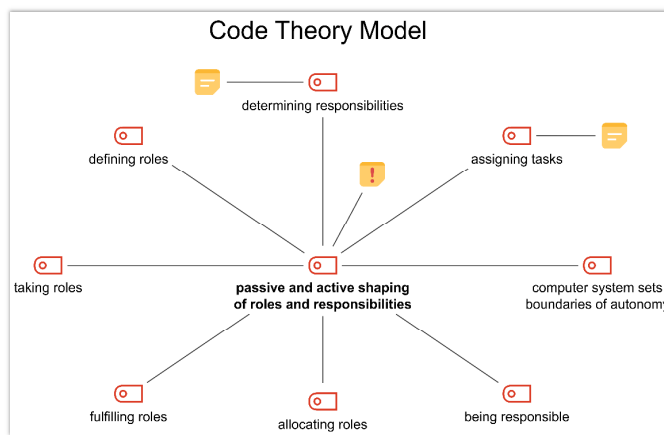 Code Theory Model
determining responsibilities
defining roles
assigning tasks
!
taking roles
passive and active shaping
of roles and responsibilities
computer system sets
boundaries of autonomy
fulfilling roles
allocating roles
being responsible